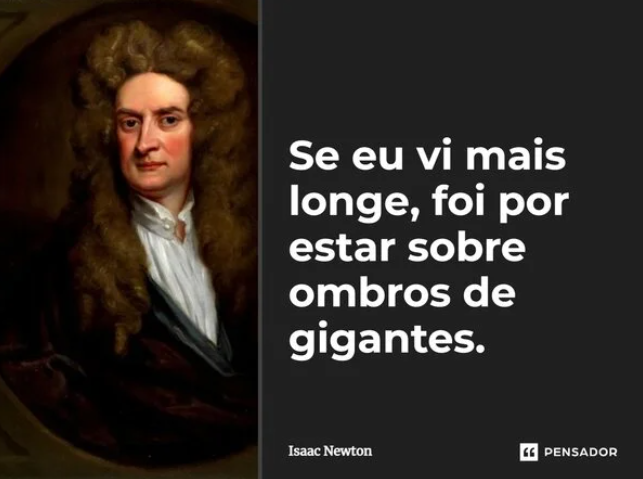 Se eu vi mais
longe, foi por
estar sobre
ombros de
gigantes.
Isaac Newton
PENSADOR